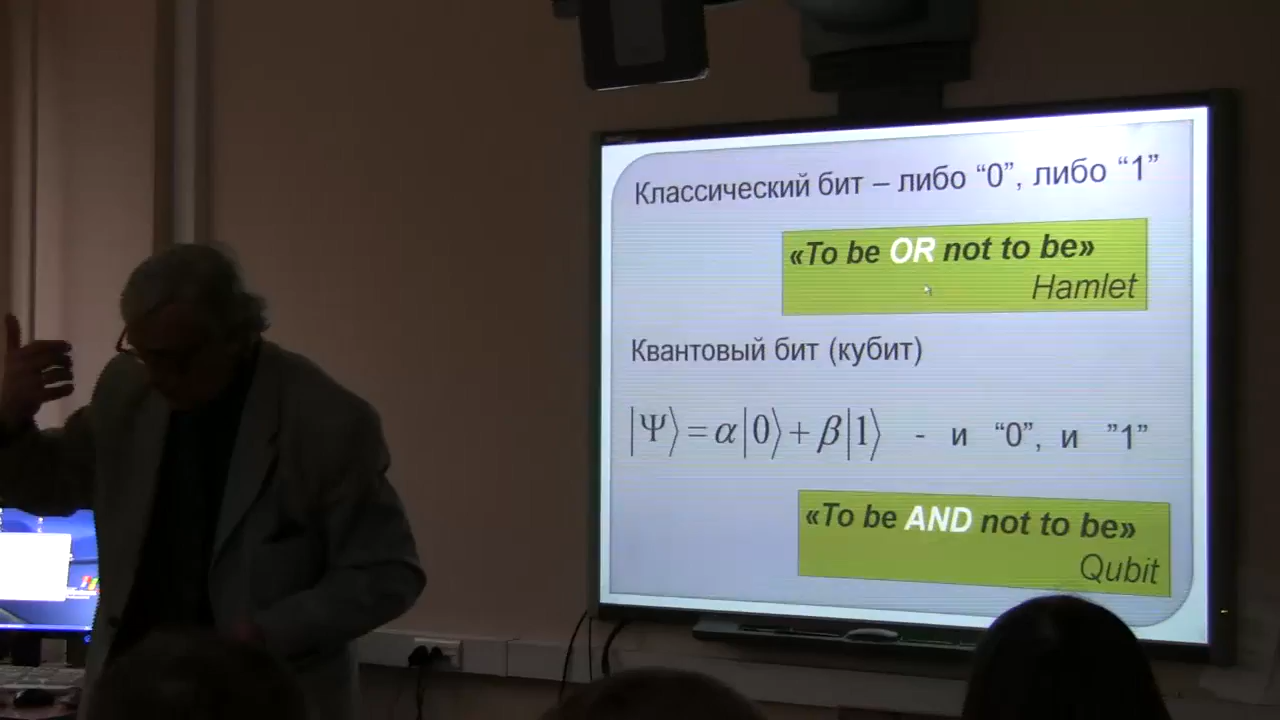 Классический бит – либо “0”, либо “1”
«To be OR not to be»
Hamlet
Квантовый бит (кубит)
|Ψ⟩=α|0⟩+β|1⟩ - и “0”, и ”1”
«To be AND not to be»
Qubit